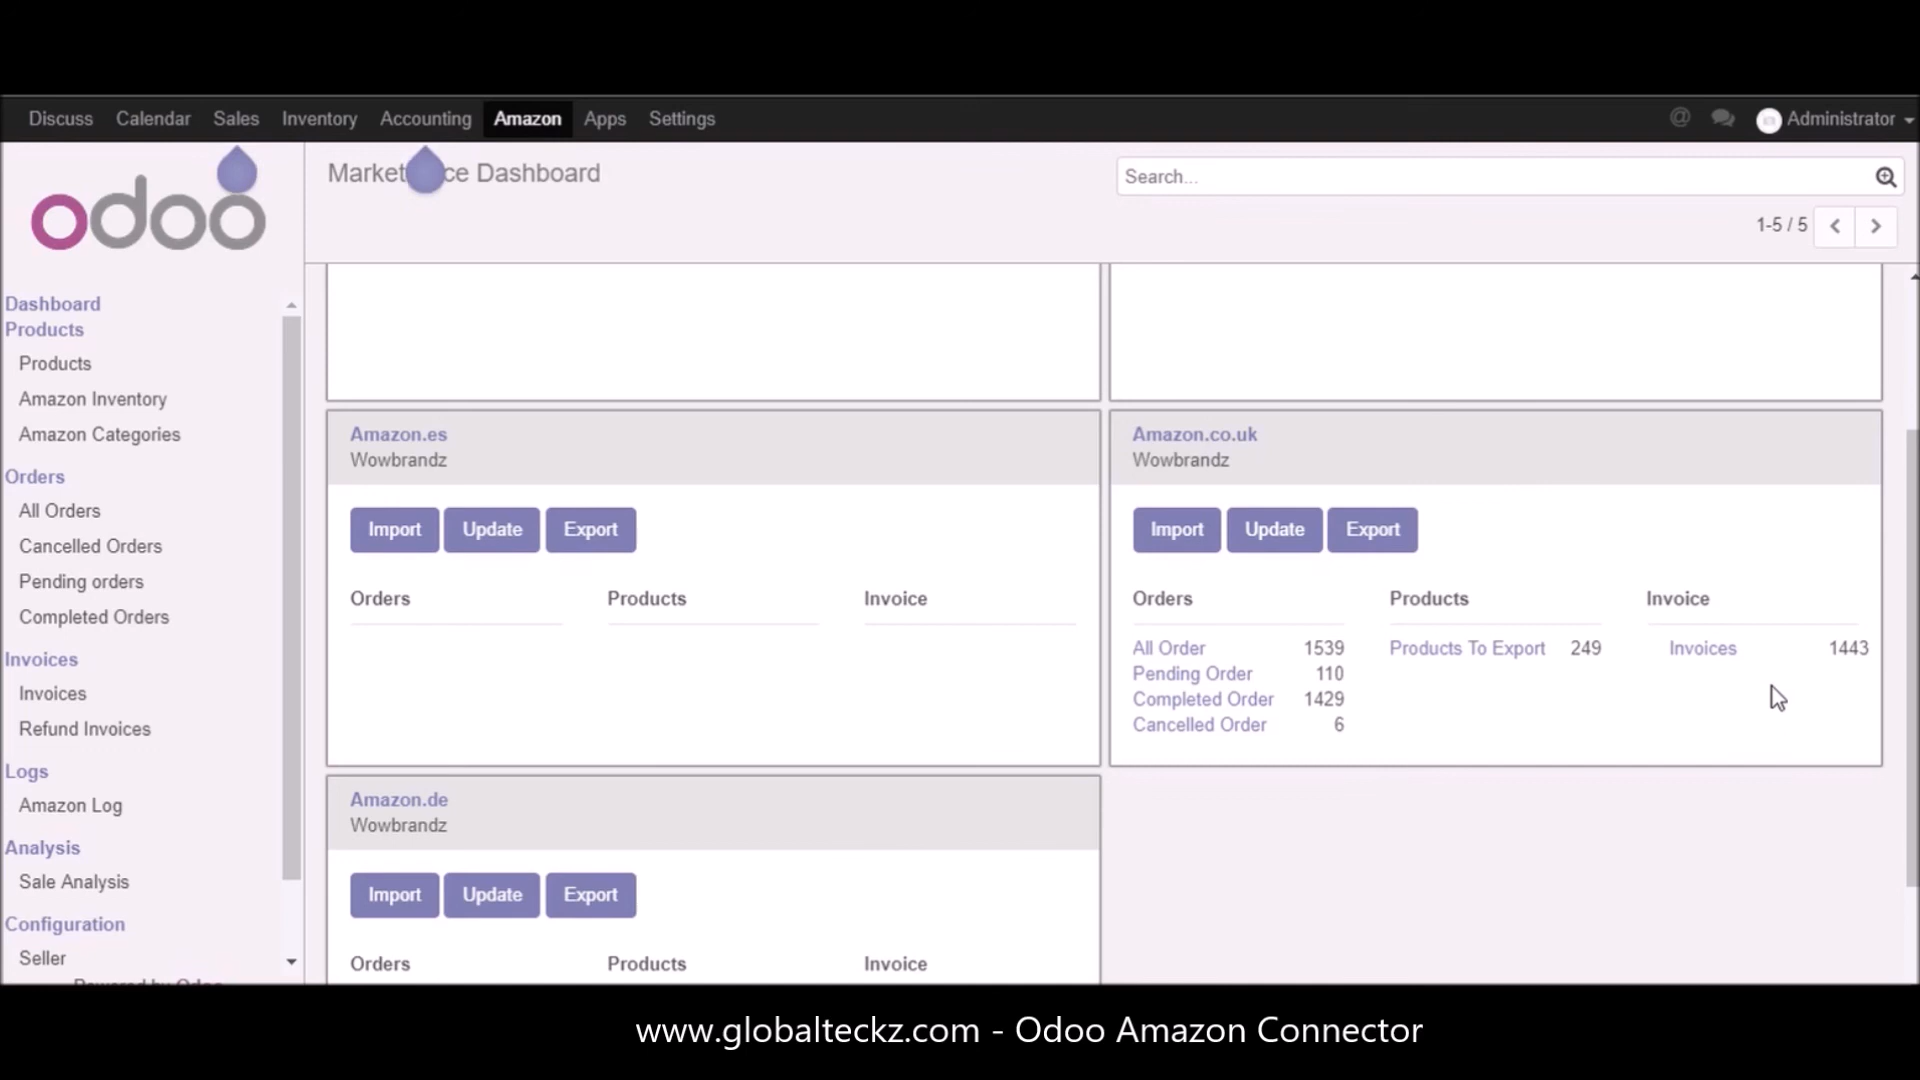 Discuss Calendar Sales Inventory Accounting Amazon Apps Settings Administrator
odoo
Dashboard
Search...
1-5 / 5
Dashboard
Products
Products
Amazon Inventory
Amazon Categories
Orders
All Orders
Cancelled Orders
Pending orders
Completed Orders
Invoices
Invoices
Refund Invoices
Logs
Amazon Log
Analysis
Sale Analysis
Configuration
Seller
Amazon.es
Wowbrandz
Import Update Export
Orders Products Invoice
Amazon.co.uk
Wowbrandz
Import Update Export
Orders Products Invoice
All Order 1539 Products To Export 249 Invoices 1443
Pending Order 110
Completed Order 1429
Cancelled Order 6
Amazon.de
Wowbrandz
Import Update Export
Orders Products Invoice
www.globalteckz.com - Odoo Amazon Connector